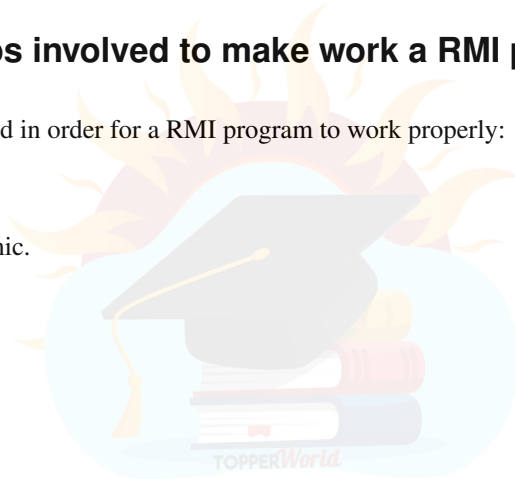 os involved to make work a RMI p
d in order for a RMI program to work properly:
nic.
TOPPERWorld